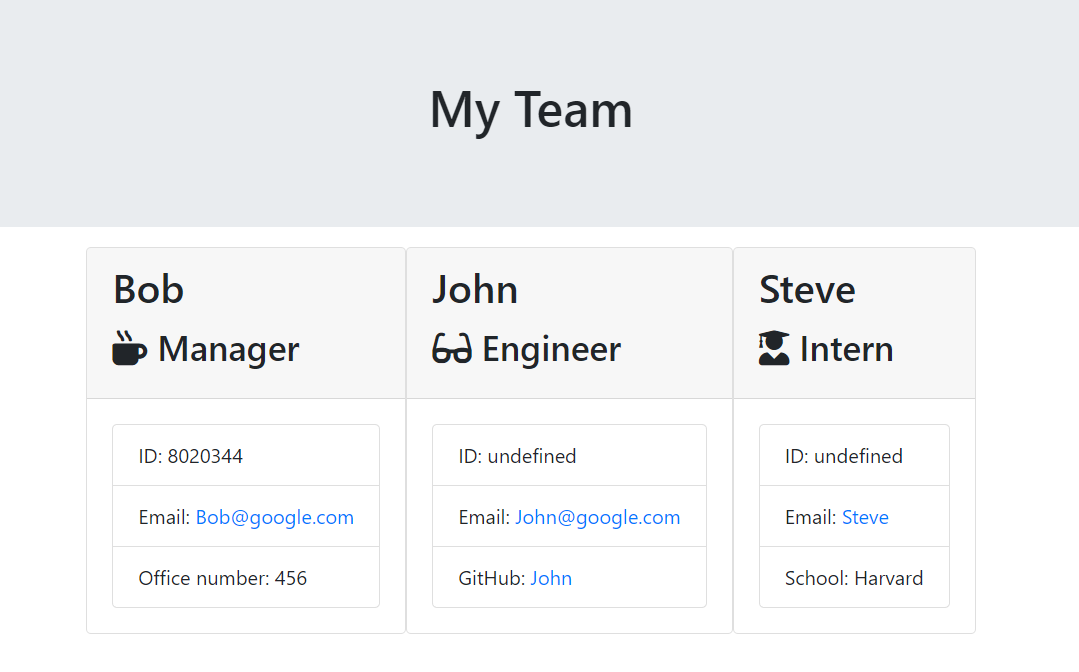 My Team
Bob
Manager
ID: 8020344
Email: Bob@google.com
Office number: 456
John
Engineer
ID: undefined
Email: John@google.com
GitHub: John
Steve
Intern
ID: undefined
Email: Steve
School: Harvard